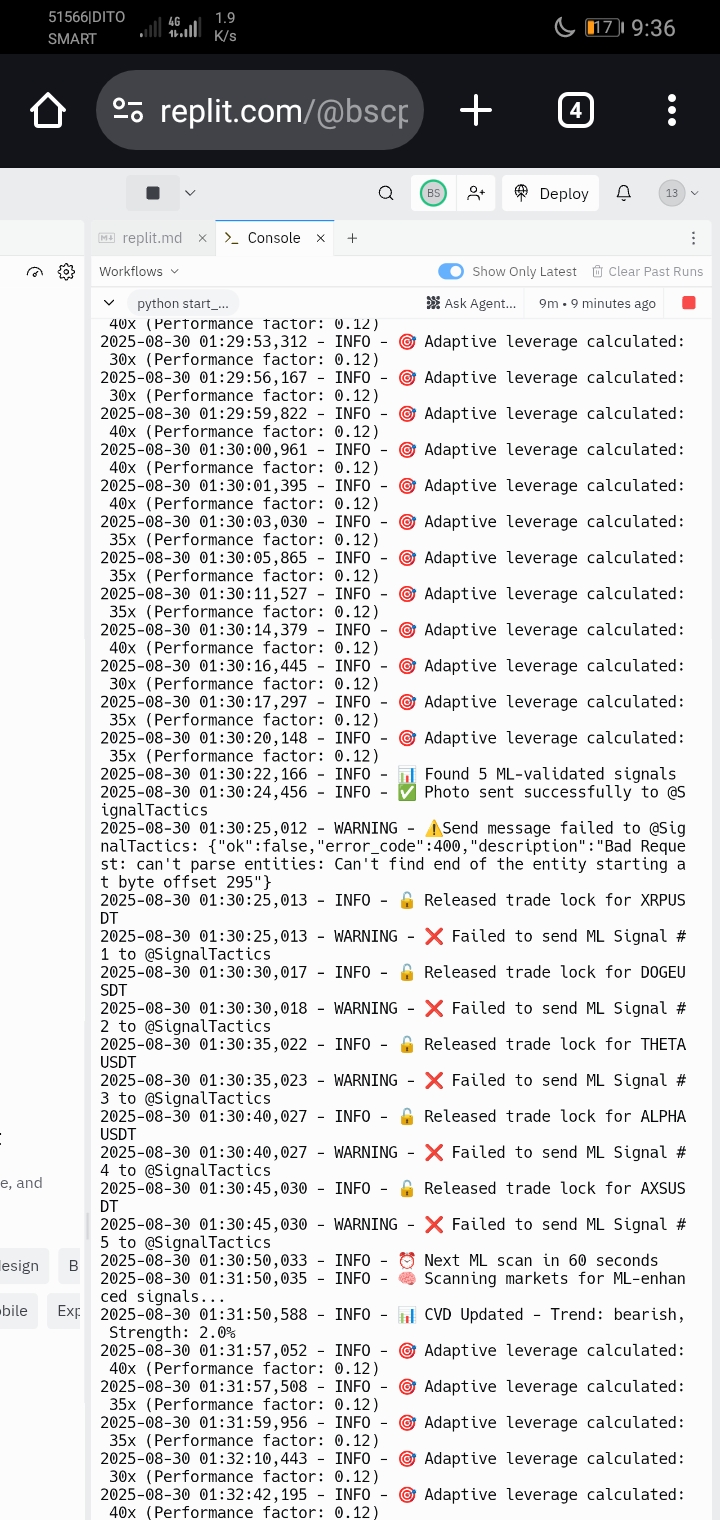 51566|DITO
SMART
4G
1.9
K/s
17
9:36
replit.com/@bscp
4
BS
Deploy
13
replit.md
Console
Workflows
Show Only Latest
Clear Past Runs
python start_...
Ask Agent...
9m • 9 minutes ago
40x (Performance factor: 0.12)
2025-08-30 01:29:53,312 - INFO - 🎯 Adaptive leverage calculated:
30x (Performance factor: 0.12)
2025-08-30 01:29:56,167 - INFO - 🎯 Adaptive leverage calculated:
30x (Performance factor: 0.12)
2025-08-30 01:29:59,822 - INFO - 🎯 Adaptive leverage calculated:
40x (Performance factor: 0.12)
2025-08-30 01:30:00,961 - INFO - 🎯 Adaptive leverage calculated:
40x (Performance factor: 0.12)
2025-08-30 01:30:01,395 - INFO - 🎯 Adaptive leverage calculated:
40x (Performance factor: 0.12)
2025-08-30 01:30:03,030 - INFO - 🎯 Adaptive leverage calculated:
35x (Performance factor: 0.12)
2025-08-30 01:30:05,865 - INFO - 🎯 Adaptive leverage calculated:
35x (Performance factor: 0.12)
2025-08-30 01:30:11,527 - INFO - 🎯 Adaptive leverage calculated:
35x (Performance factor: 0.12)
2025-08-30 01:30:14,379 - INFO - 🎯 Adaptive leverage calculated:
40x (Performance factor: 0.12)
2025-08-30 01:30:16,445 - INFO - 🎯 Adaptive leverage calculated:
30x (Performance factor: 0.12)
2025-08-30 01:30:17,297 - INFO - 🎯 Adaptive leverage calculated:
35x (Performance factor: 0.12)
2025-08-30 01:30:20,148 - INFO - 🎯 Adaptive leverage calculated:
35x (Performance factor: 0.12)
2025-08-30 01:30:22,166 - INFO - 📊 Found 5 ML-validated signals
2025-08-30 01:30:24,456 - INFO - ✅ Photo sent successfully to @S
ignalTactics
2025-08-30 01:30:25,012 - WARNING - ⚠️Send message failed to @Sig
nalTactics: {"ok":false,"error_code":400,"description":"Bad Reque
st: can't parse entities: Can't find end of the entity starting a
t byte offset 295"}
2025-08-30 01:30:25,013 - INFO - 🔓 Released trade lock for XRPUS
DT
2025-08-30 01:30:25,013 - WARNING - ❌ Failed to send ML Signal #
1 to @SignalTactics
2025-08-30 01:30:30,017 - INFO - 🔓 Released trade lock for DOGEU
SDT
2025-08-30 01:30:30,018 - WARNING - ❌ Failed to send ML Signal #
2 to @SignalTactics
2025-08-30 01:30:35,022 - INFO - 🔓 Released trade lock for THETA
USDT
2025-08-30 01:30:35,023 - WARNING - ❌ Failed to send ML Signal #
3 to @SignalTactics
2025-08-30 01:30:40,027 - INFO - 🔓 Released trade lock for ALPHA
USDT
2025-08-30 01:30:40,027 - WARNING - ❌ Failed to send ML Signal #
4 to @SignalTactics
2025-08-30 01:30:45,030 - INFO - 🔓 Released trade lock for AXSUS
DT
2025-08-30 01:30:45,030 - WARNING - ❌ Failed to send ML Signal #
5 to @SignalTactics
2025-08-30 01:30:50,033 - INFO - ⏰ Next ML scan in 60 seconds
2025-08-30 01:31:50,035 - INFO - 🧠 Scanning markets for ML-enhan
ced signals...
2025-08-30 01:31:50,588 - INFO - 📊 CVD Updated - Trend: bearish,
Strength: 2.0%
2025-08-30 01:31:57,052 - INFO - 🎯 Adaptive leverage calculated:
40x (Performance factor: 0.12)
2025-08-30 01:31:57,508 - INFO - 🎯 Adaptive leverage calculated:
35x (Performance factor: 0.12)
2025-08-30 01:31:59,956 - INFO - 🎯 Adaptive leverage calculated:
35x (Performance factor: 0.12)
2025-08-30 01:32:10,443 - INFO - 🎯 Adaptive leverage calculated:
30x (Performance factor: 0.12)
2025-08-30 01:32:42,195 - INFO - 🎯 Adaptive leverage calculated:
40x (Performance factor: 0.12)
e, and
esign
B
bile
Exp